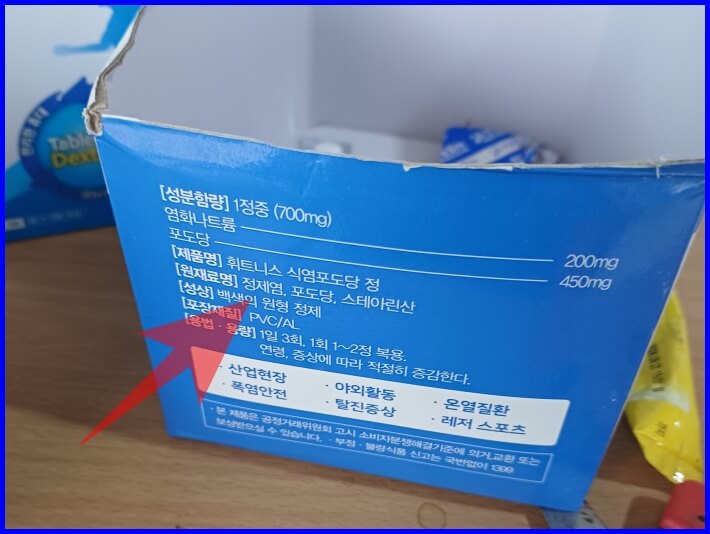 Table
Dex
[성분함량] 1정중 (700mg)
염화나트륨 200mg
포도당 450mg
[제품명] 휘트니스 식염포도당 정
[원재료명] 정제염, 포도당, 스테아린산
[성상] 백색의 원형 정제
[포장재질] PVC/AL
[용법·용량] 1일 3회, 1회 1~2정 복용.
연령, 증상에 따라 적절히 증감한다.
· 산업현장 · 야외활동 · 온열질환
· 폭염안전 · 탈진증상 · 레저 스포츠
· 본 제품은 공정거래위원회 고시 소비자분쟁해결기준에 의거,교환 또는
보상받으실 수 있습니다. · 부정 · 불량식품 신고는 국번없이 1399